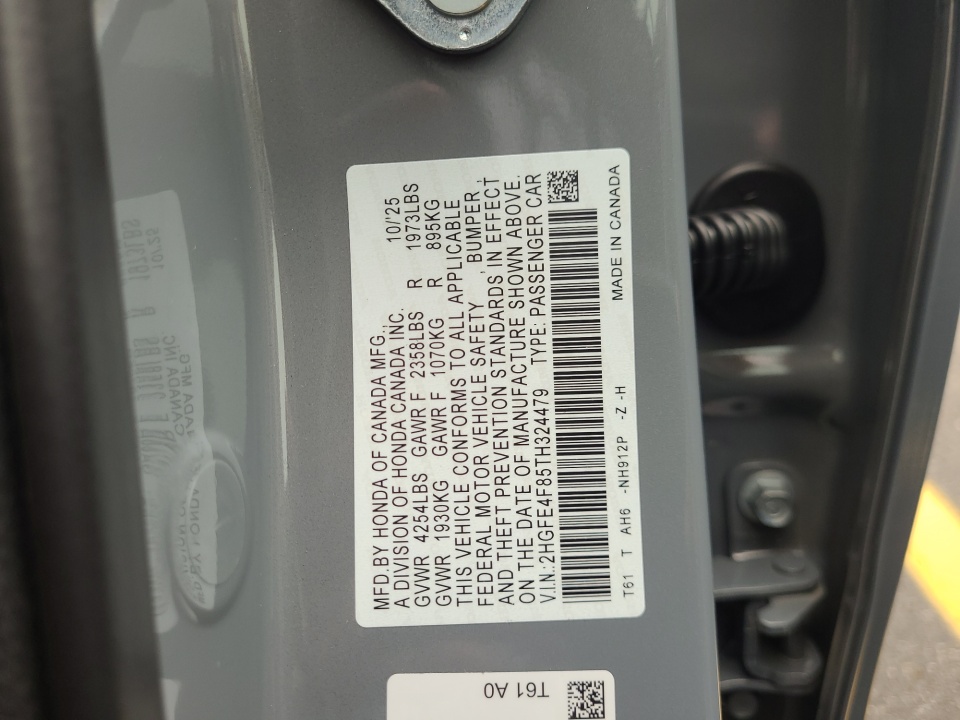 MFD.BY HONDA OF CANADA MFG.,
A DIVISION OF HONDA CANADA INC. 10/'25
GVWR 4254LBS GAWR F 2358LBS R 1973LBS
GVWR 1930KG GAWR F 1070KG R 895KG
THIS VEHICLE CONFORMS TO ALL APPLICABLE
FEDERAL MOTOR VEHICLE SAFETY, BUMPER,
AND THEFT PREVENTION STANDARDS IN EFFECT
ON THE DATE OF MANUFACTURE SHOWN ABOVE.
V.I.N.:2HGFE4F85TH324479 TYPE: PASSENGER CAR
T61 T AH6 -NH912P -Z -H
MADE IN CANADA
T61 A0